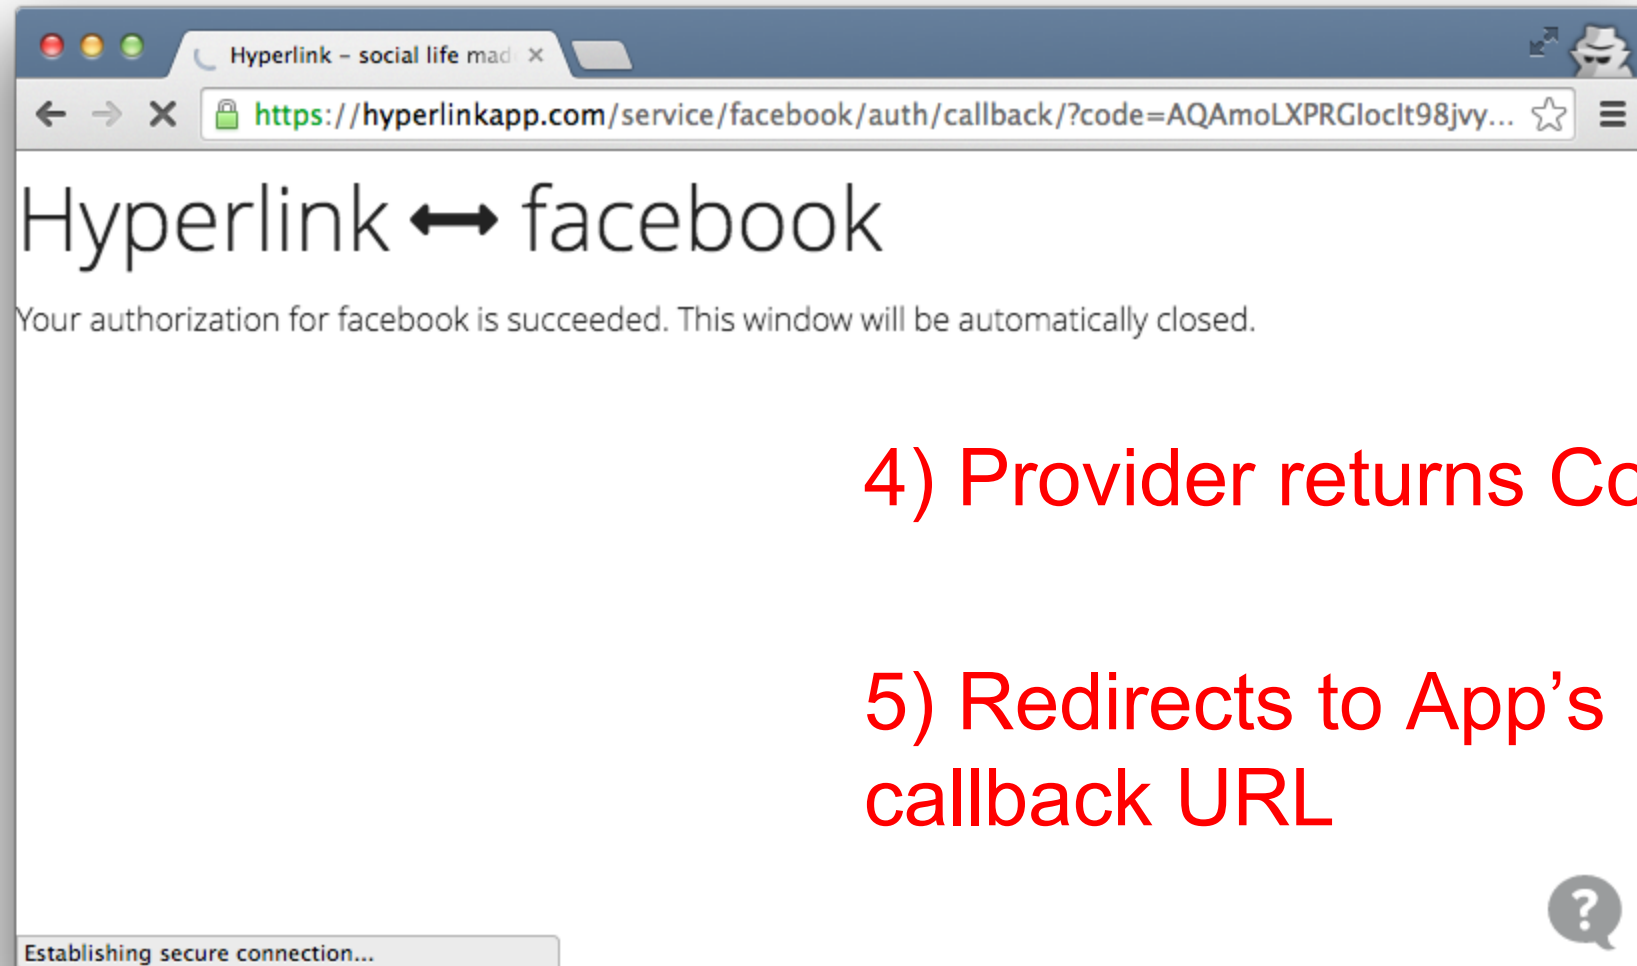 Hyperlink – social life mad
https://hyperlinkapp.com/service/facebook/auth/callback/?code=AQAmoLXPRGIocIt98jvy...
Hyperlink ↔ facebook
Your authorization for facebook is succeeded. This window will be automatically closed.
4) Provider returns Co
5) Redirects to App’s
callback URL
?
Establishing secure connection...